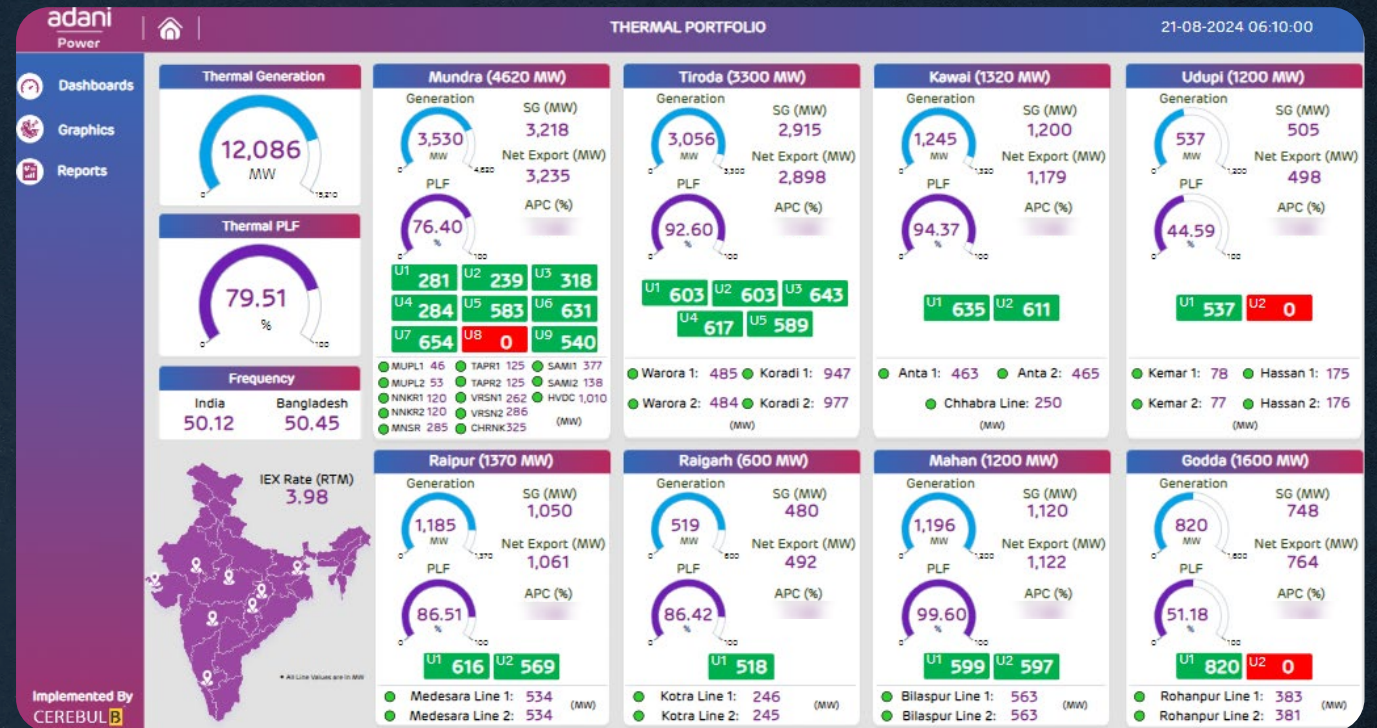 adani
Power
THERMAL PORTFOLIO
21-08-2024 06:10:00
Dashboards
Graphics
Reports
Implemented By
CEREBULB
Thermal Generation
12,086
MW
0
15,210
Thermal PLF
79.51
%
0
100
Frequency
India
Bangladesh
50.12
50.45
IEX Rate (RTM)
3.98
• All Line Values are in MW
Mundra (4620 MW)
Generation
3,530
MW
0
4,620
SG (MW)
3,218
Net Export (MW)
3,235
PLF
76.40
%
0
100
APC (%)
U1 281 U2 239 U3 318
U4 284 U5 583 U6 631
U7 654 U8 0 U9 540
MUPL1 46 TAPR1 125 SAMI1 377
MUPL2 53 TAPR2 125 SAMI2 138
NNKR1 120 VRSN1 262 HVDC 1,010
NNKR2 120 VRSN2 286
MNSR 285 CHRNK 325 (MW)
Tiroda (3300 MW)
Generation
3,056
MW
0
3,300
SG (MW)
2,915
Net Export (MW)
2,898
PLF
92.60
%
0
100
APC (%)
U1 603 U2 603 U3 643
U4 617 U5 589
Warora 1: 485 Koradi 1: 947
Warora 2: 484 Koradi 2: 977
(MW)
Kawai (1320 MW)
Generation
1,245
MW
0
1,320
SG (MW)
1,200
Net Export (MW)
1,179
PLF
94.37
%
0
100
APC (%)
U1 635 U2 611
Anta 1: 463 Anta 2: 465
Chhabra Line: 250
(MW)
Udupi (1200 MW)
Generation
537
MW
0
1,200
SG (MW)
505
Net Export (MW)
498
PLF
44.59
%
0
100
APC (%)
U1 537 U2 0
Kemar 1: 78 Hassan 1: 175
Kemar 2: 77 Hassan 2: 176
(MW)
Raipur (1370 MW)
Generation
1,185
MW
0
1,370
SG (MW)
1,050
Net Export (MW)
1,061
PLF
86.51
%
0
100
APC (%)
U1 616 U2 569
Medesara Line 1: 534
Medesara Line 2: 534
(MW)
Raigarh (600 MW)
Generation
519
MW
0
600
SG (MW)
480
Net Export (MW)
492
PLF
86.42
%
0
100
APC (%)
U1 518
Kotra Line 1: 246
Kotra Line 2: 245
(MW)
Mahan (1200 MW)
Generation
1,196
MW
0
1,200
SG (MW)
1,120
Net Export (MW)
1,122
PLF
99.60
%
0
100
APC (%)
U1 599 U2 597
Bilaspur Line 1: 563
Bilaspur Line 2: 563
(MW)
Godda (1600 MW)
Generation
820
MW
0
1,600
SG (MW)
748
Net Export (MW)
764
PLF
51.18
%
0
100
APC (%)
U1 820 U2 0
Rohanpur Line 1: 383
Rohanpur Line 2: 381
(MW)